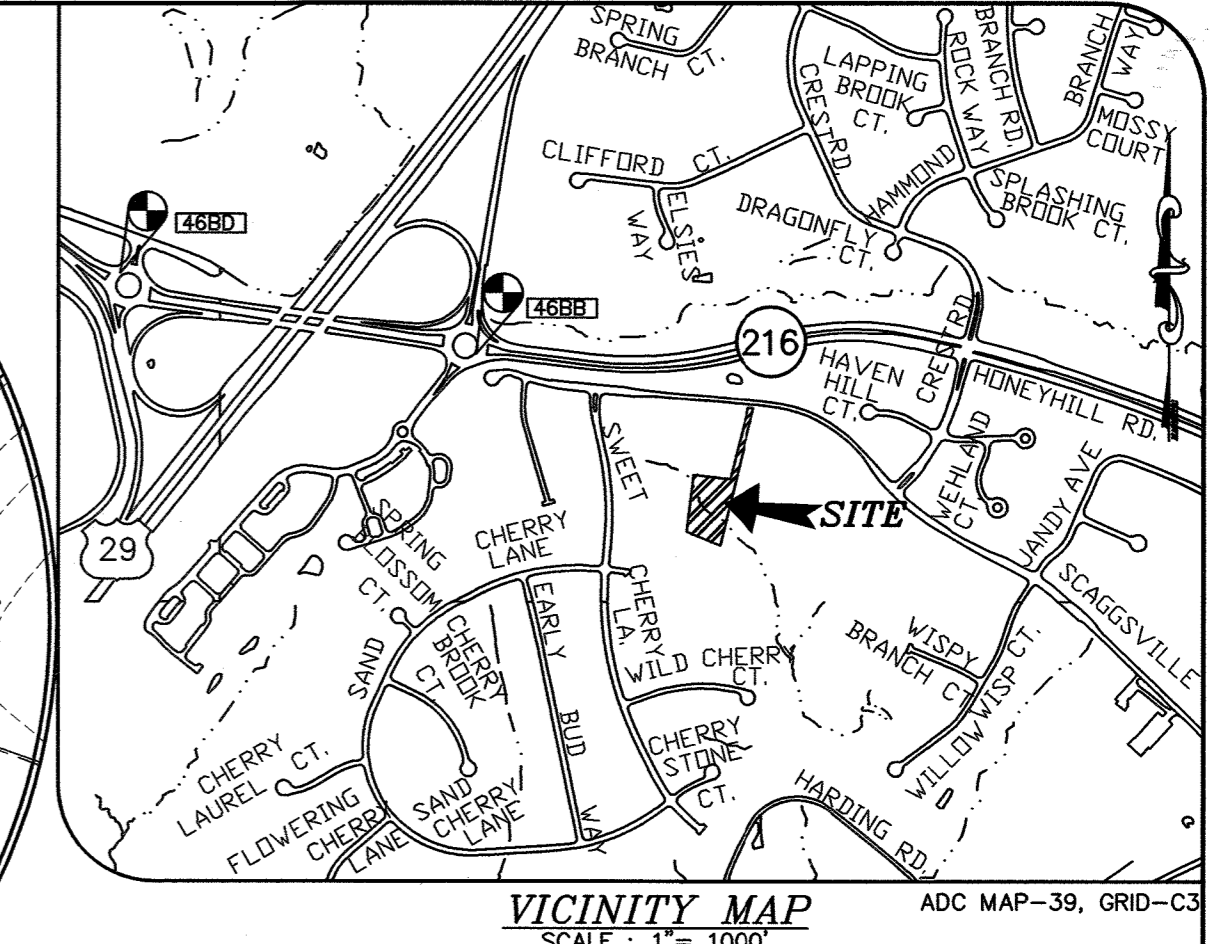 SPRING
BRANCH CT.
CREST RD.
LAPPING
BROOK
CT.
ROCK WAY
BRANCH RD.
BRANCH
WAY
MOSSY
COURT
CLIFFORD CT.
ELSIES
WAY
HAMMOND
DRAGONFLY
CT.
SPLASHING
BROOK CT.
46BD
46BB
216
CREST RD
HAVEN
HILL
CT.
HONEYHILL RD.
WEHLAND
CT
JANDY AVE
SCAGGSVILLE
SITE
SWEET
CHERRY
LA.
CHERRY
LANE
29
SPRING
BLOSSOM
CT.
EARLY
BUD
WAY
CHERRY
BROOK
CT
SAND
WILD CHERRY
CT.
WISPY
BRANCH CT
WILLOW WISP CT.
CHERRY
STONE
CT.
CHERRY
LAUREL CT.
FLOWERING
CHERRY
LANE
SAND
CHERRY
LANE
HARDING RD.
VICINITY MAP
SCALE : 1"= 1000'
ADC MAP-39, GRID-C3